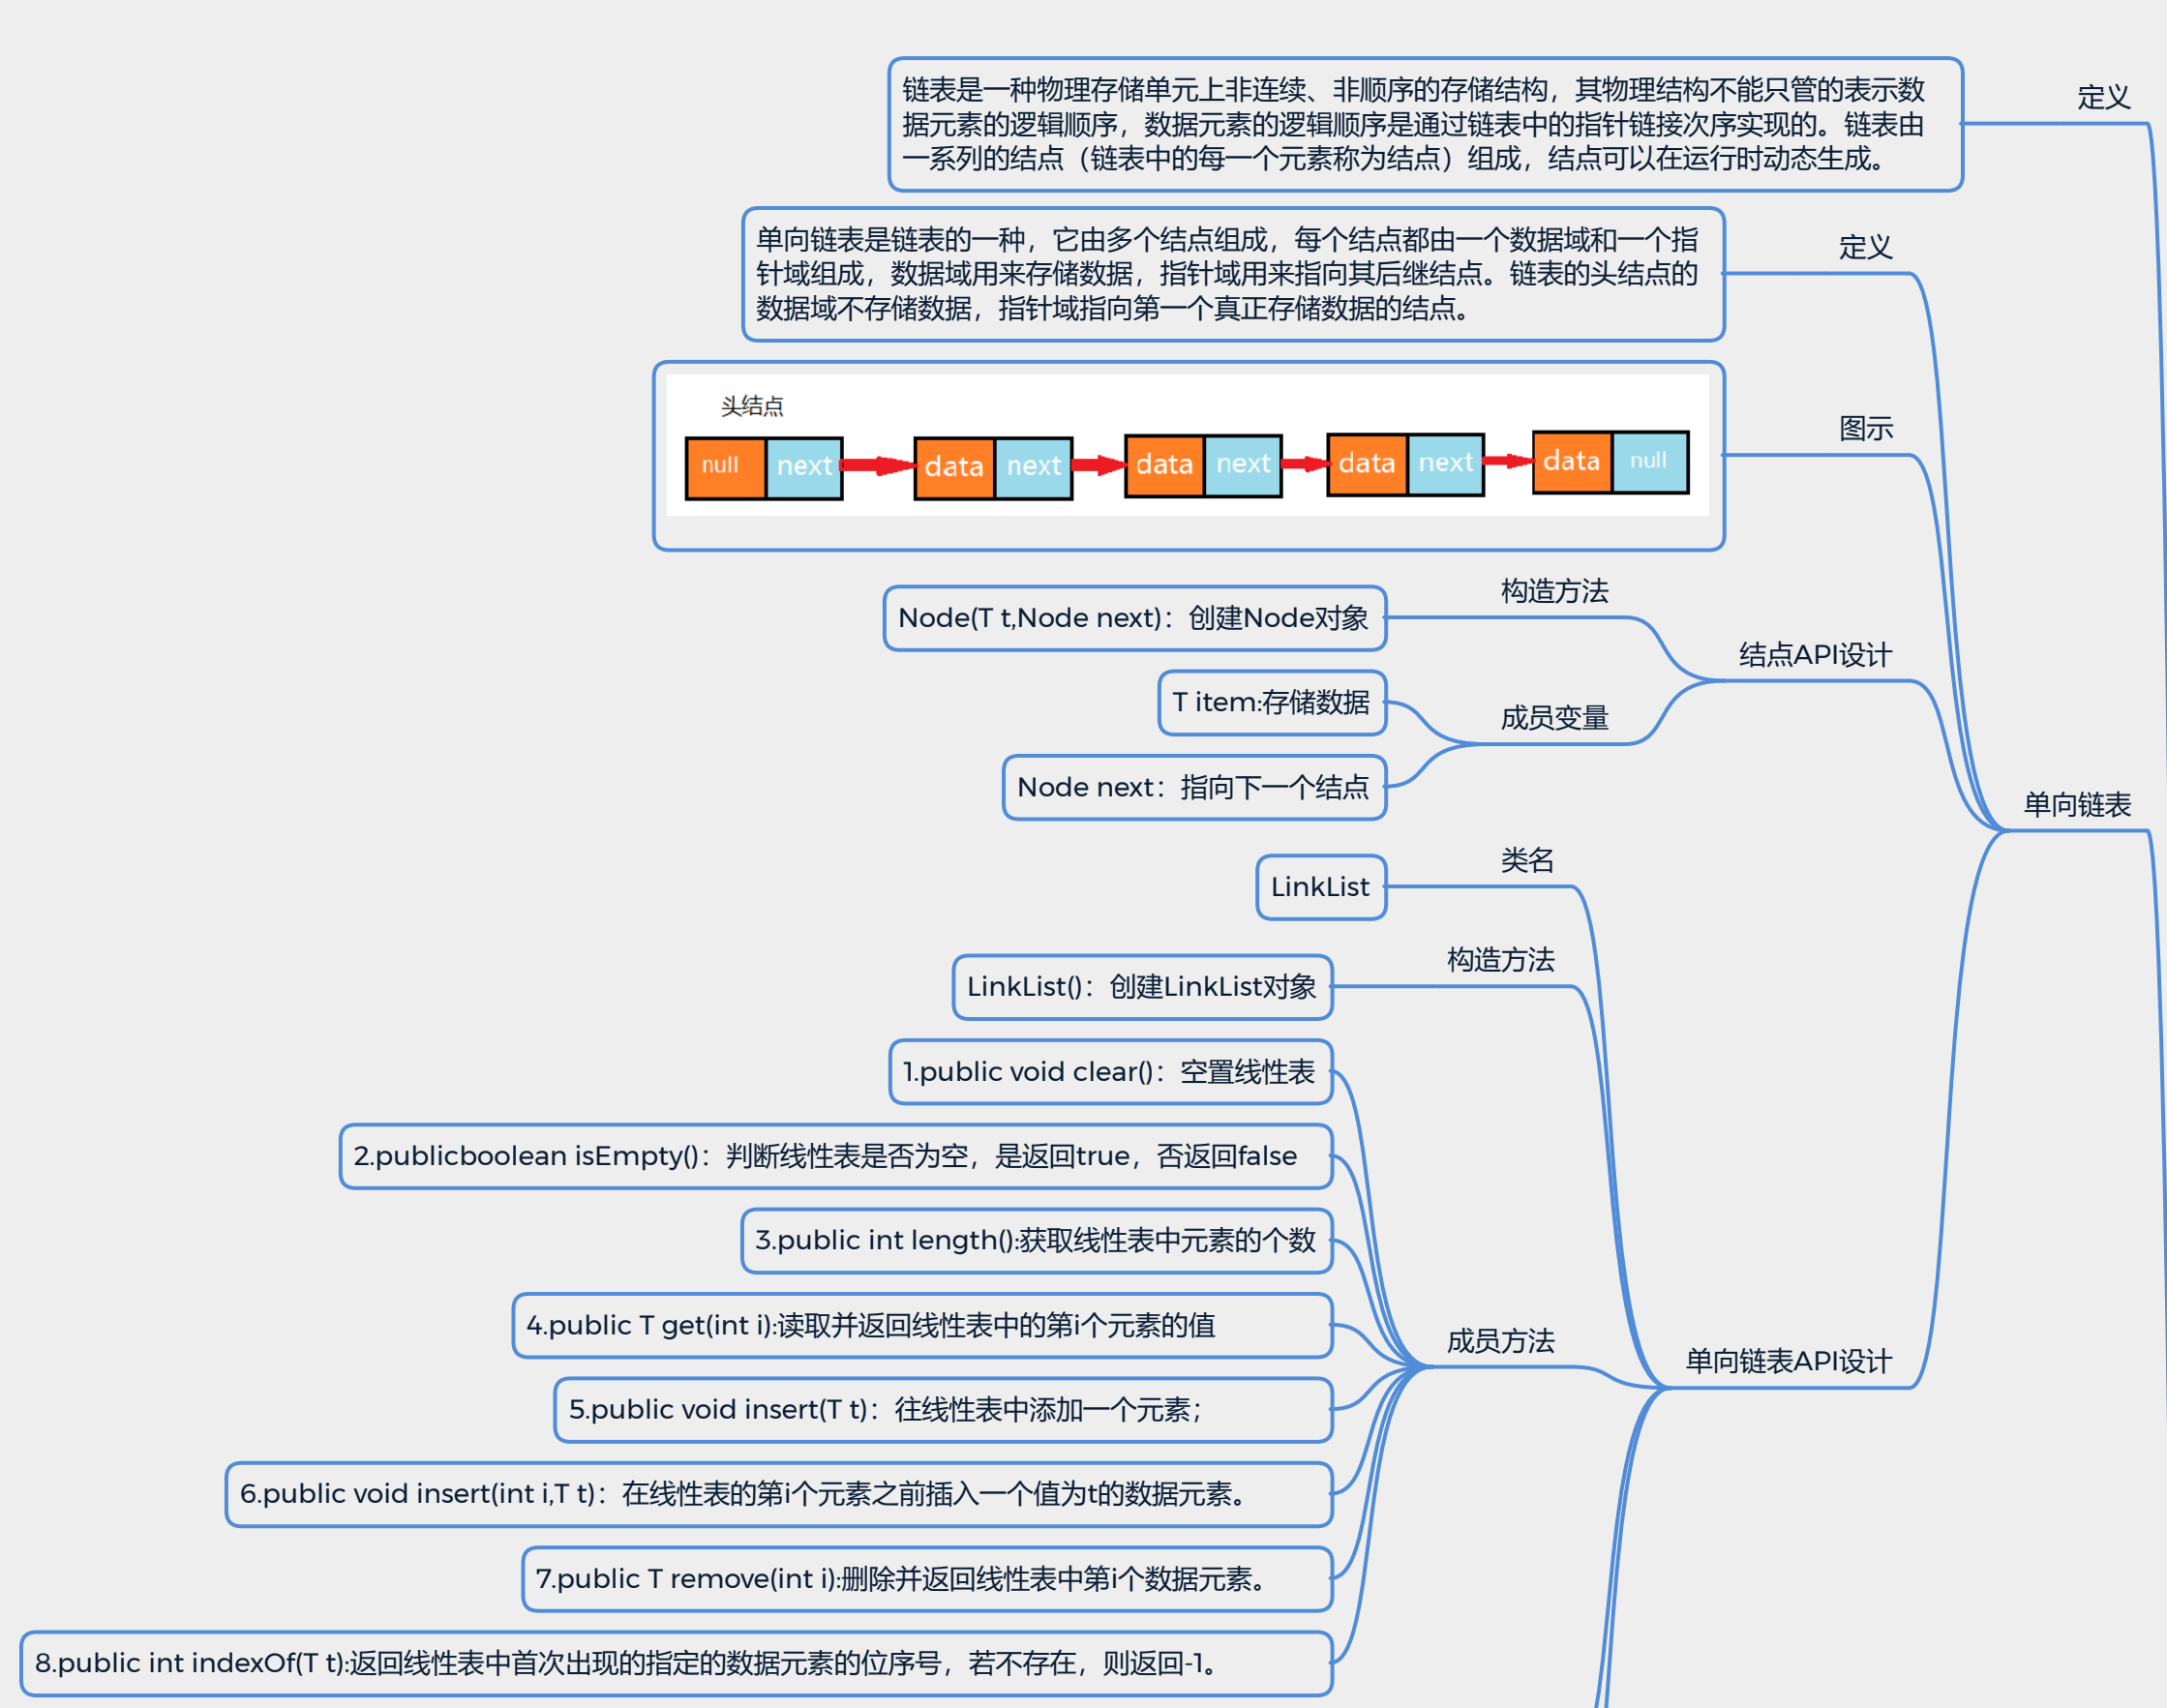 定义
链表是一种物理存储单元上非连续、非顺序的存储结构，其物理结构不能只管的表示数
据元素的逻辑顺序，数据元素的逻辑顺序是通过链表中的指针链接次序实现的。链表由
一系列的结点（链表中的每一个元素称为结点）组成，结点可以在运行时动态生成。
单向链表
定义
单向链表是链表的一种，它由多个结点组成，每个结点都由一个数据域和一个指
针域组成，数据域用来存储数据，指针域用来指向其后继结点。链表的头结点的
数据域不存储数据，指针域指向第一个真正存储数据的结点。
图示
头结点
null next data next data next data next data null
结点API设计
构造方法
Node(T t,Node next)：创建Node对象
成员变量
T item:存储数据
Node next：指向下一个结点
单向链表API设计
类名
LinkList
构造方法
LinkList()：创建LinkList对象
成员方法
1.public void clear()：空置线性表
2.publicboolean isEmpty()：判断线性表是否为空，是返回true，否返回false
3.public int length():获取线性表中元素的个数
4.public T get(int i):读取并返回线性表中的第i个元素的值
5.public void insert(T t)：往线性表中添加一个元素；
6.public void insert(int i,T t)：在线性表的第i个元素之前插入一个值为t的数据元素。
7.public T remove(int i):删除并返回线性表中第i个数据元素。
8.public int indexOf(T t):返回线性表中首次出现的指定的数据元素的位序号，若不存在，则返回-1。